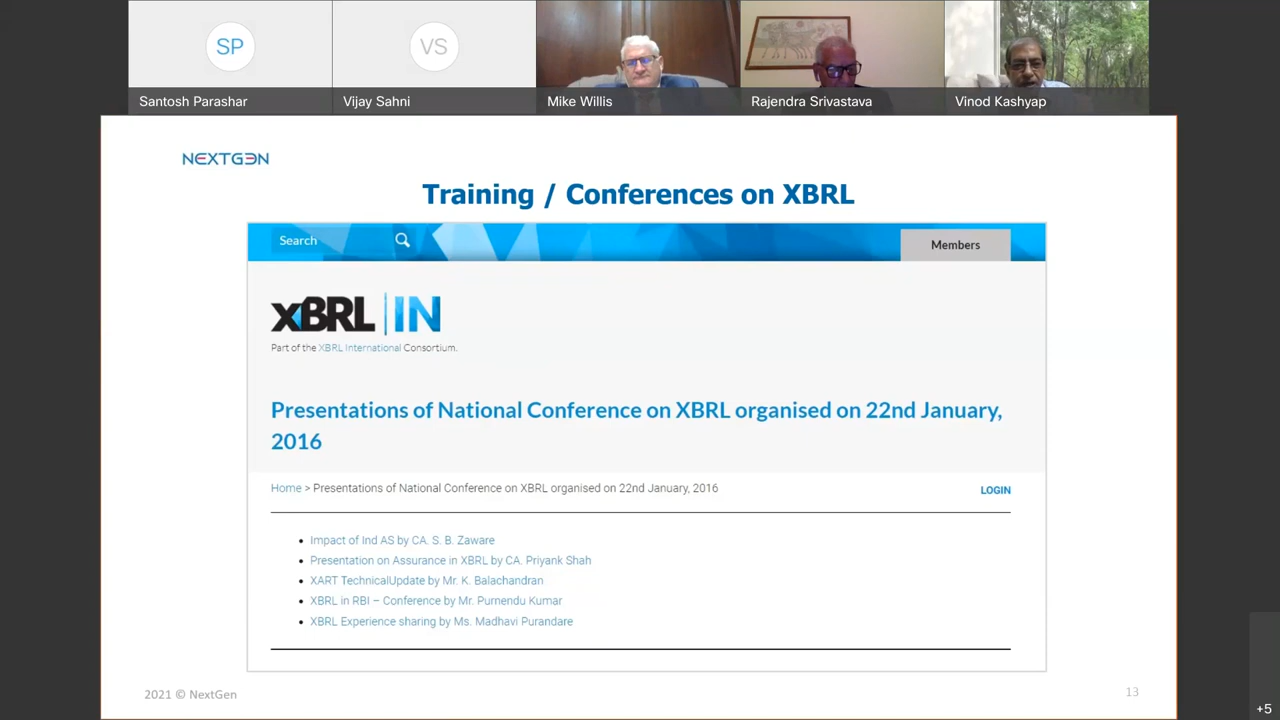 SP
VS
Santosh Parashar
Vijay Sahni
Mike Willis
Rajendra Srivastava
Vinod Kashyap
NEXTGEN
Training / Conferences on XBRL
Search
Members
XBRL IN
Part of the XBRL International Consortium.
Presentations of National Conference on XBRL organised on 22nd January,
2016
Home > Presentations of National Conference on XBRL organised on 22nd January, 2016
LOGIN
• Impact of Ind AS by CA. S. B. Zaware
• Presentation on Assurance in XBRL by CA. Priyank Shah
• XART TechnicalUpdate by Mr. K. Balachandran
• XBRL in RBI – Conference by Mr. Purnendu Kumar
• XBRL Experience sharing by Ms. Madhavi Purandare
2021 © NextGen
13
+5